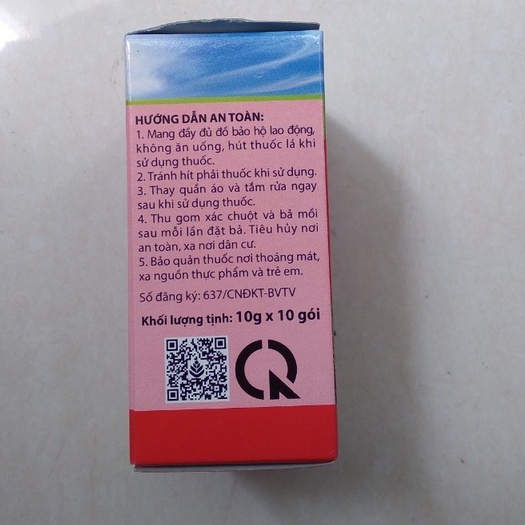 HƯỚNG DẪN AN TOÀN:
1. Mang đầy đủ đồ bảo hộ lao động,
không ăn uống, hút thuốc lá khi
sử dụng thuốc.
2. Tránh hít phải thuốc khi sử dụng.
3. Thay quần áo và tắm rửa ngay
sau khi sử dụng thuốc.
4. Thu gom xác chuột và bả mồi
sau mỗi lần đặt bả. Tiêu hủy nơi
an toàn, xa nơi dân cư.
5. Bảo quản thuốc nơi thoáng mát,
xa nguồn thực phẩm và trẻ em.
Số đăng ký: 637/CNĐKT-BVTV
Khối lượng tịnh: 10g x 10 gói